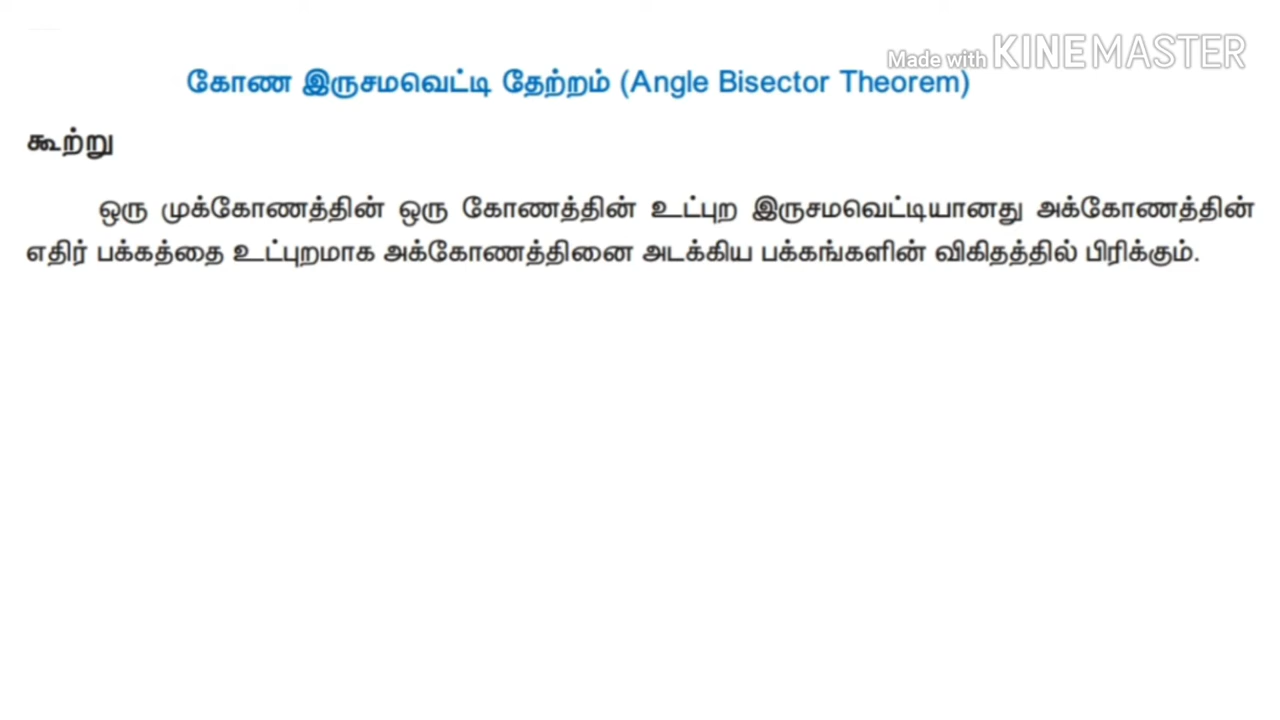 Made with KINEMASTER
கோண இருசமவெட்டி தேற்றம் (Angle Bisector Theorem)
கூற்று
ஒரு முக்கோணத்தின் ஒரு கோணத்தின் உட்புற இருசமவெட்டியானது அக்கோணத்தின்
எதிர் பக்கத்தை உட்புறமாக அக்கோணத்தினை அடக்கிய பக்கங்களின் விகிதத்தில் பிரிக்கும்.